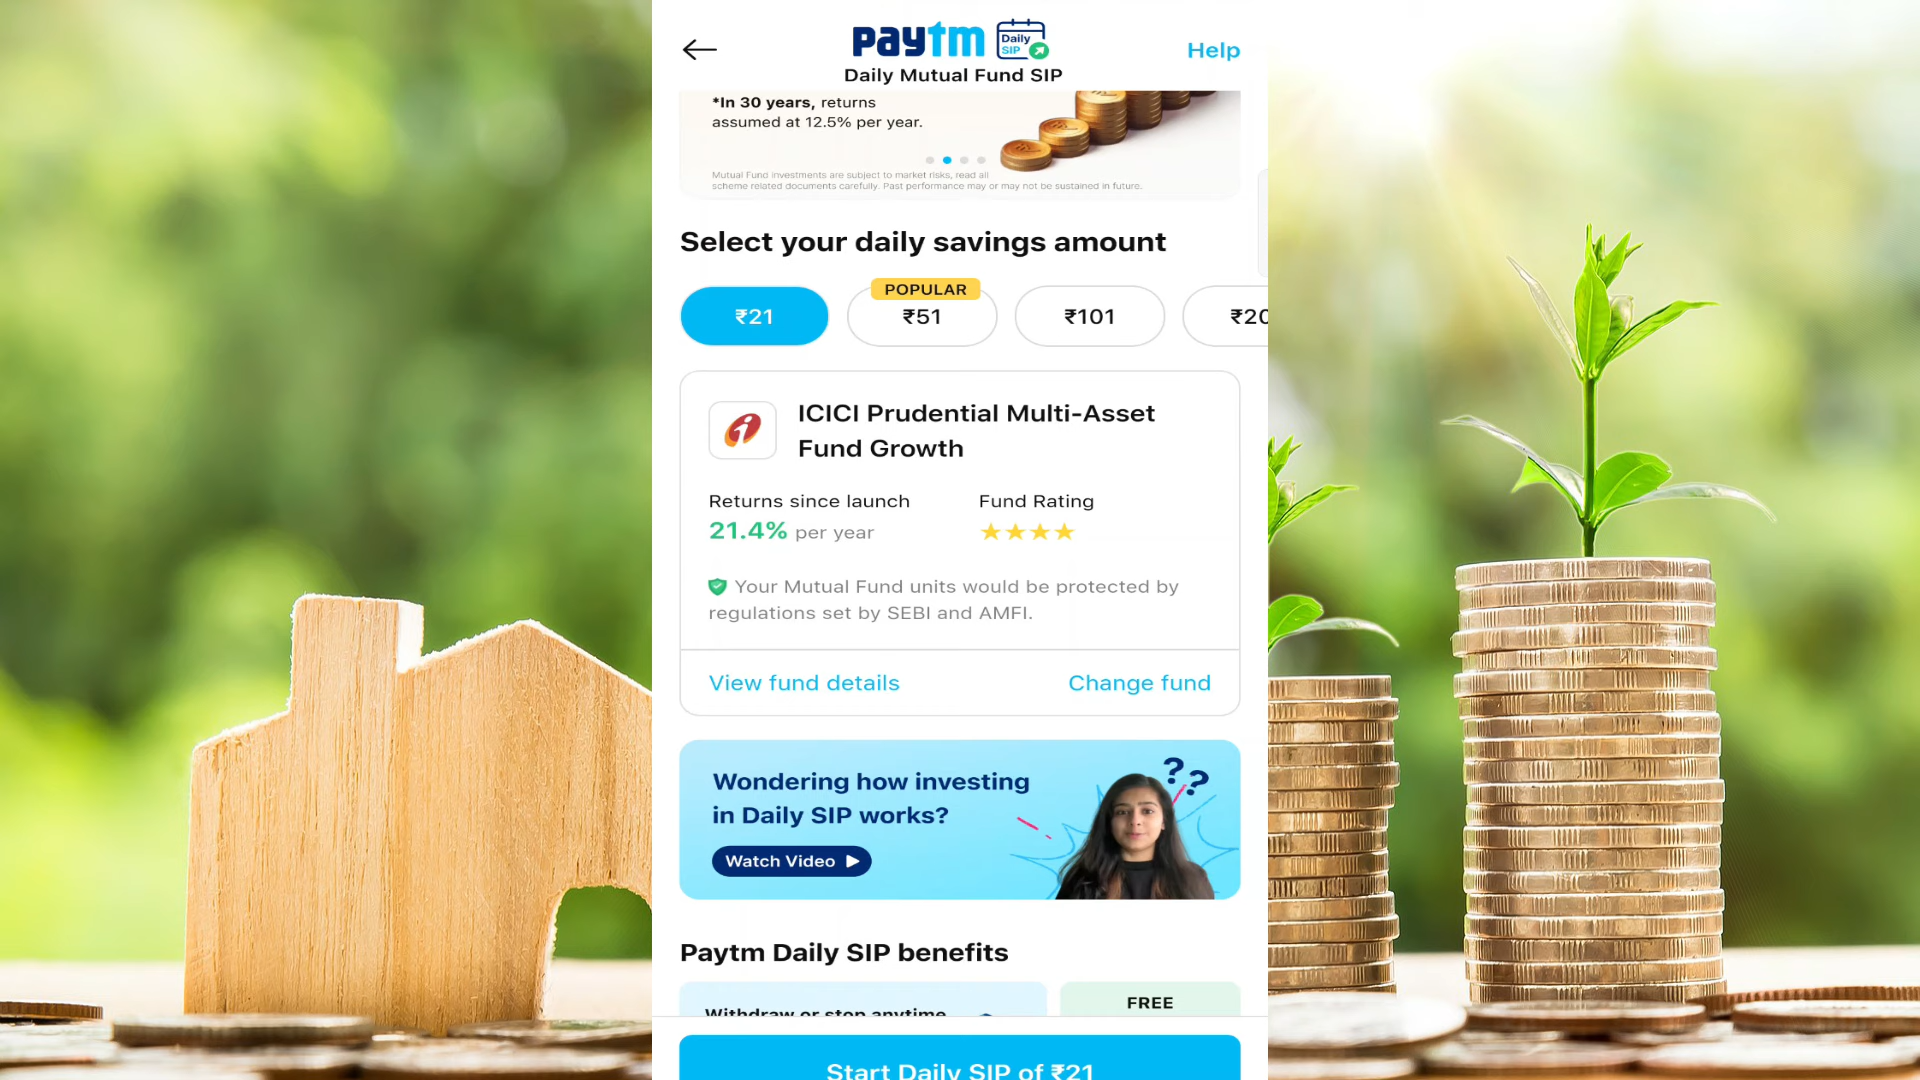 paytm
Daily
SIP
Help
Daily Mutual Fund SIP
*In 30 years, returns
assumed at 12.5% per year.
Mutual Fund investments are subject to market risks, read all
scheme related documents carefully. Past performance may or may not be sustained in future.
Select your daily savings amount
POPULAR
₹21 ₹51 ₹101 ₹20
ICICI Prudential Multi-Asset
Fund Growth
Returns since launch Fund Rating
21.4% per year
Your Mutual Fund units would be protected by
regulations set by SEBI and AMFI.
View fund details Change fund
Wondering how investing
in Daily SIP works?
??
Watch Video
Paytm Daily SIP benefits
Withdraw or stop anytime
FREE
Start Daily SIP of ₹21